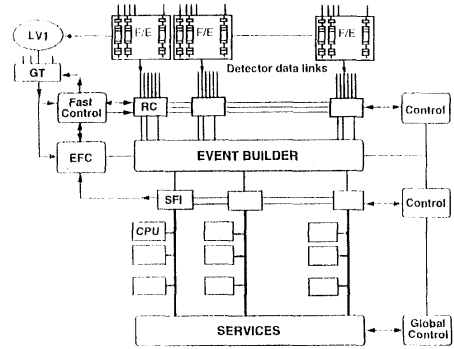 LV1
F/E
F/E
F/E
GT
Detector data links
Fast
Control
RC
Control
EFC
EVENT BUILDER
SFI
Control
CPU
SERVICES
Global
Control